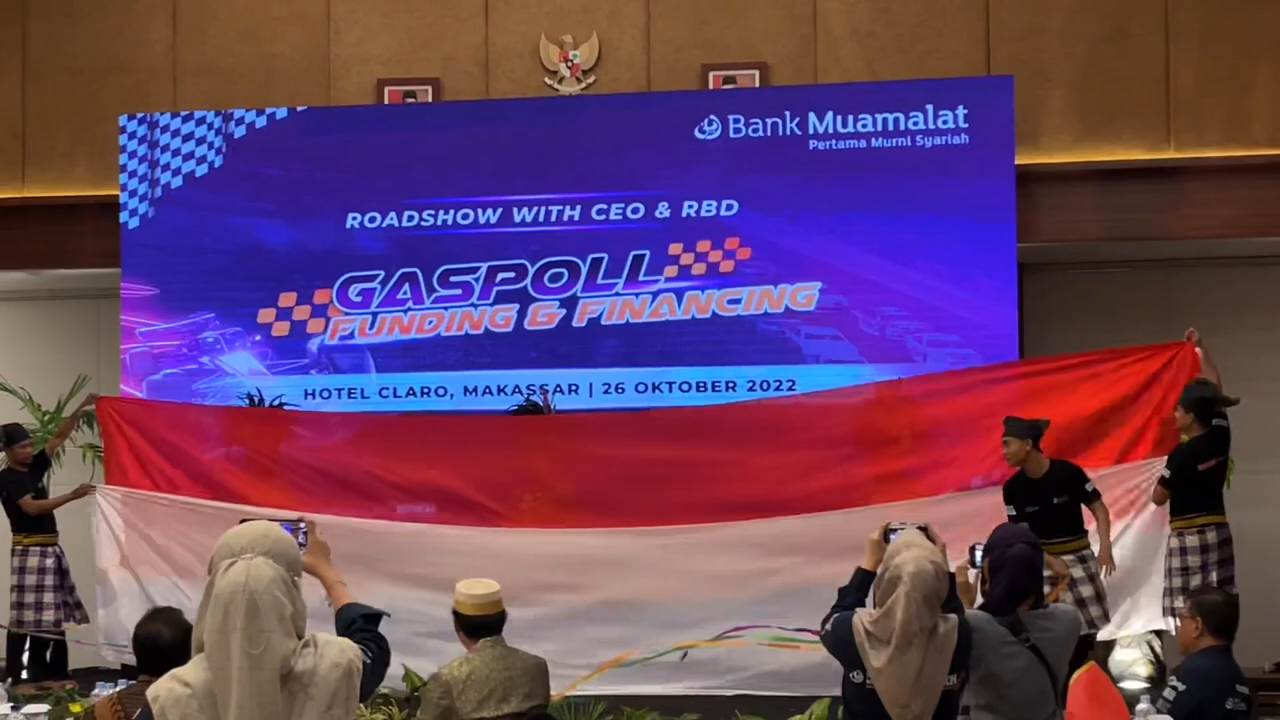 Bank Muamalat
Pertama Murni Syariah
ROADSHOW WITH CEO & RBD
GASPOLL
FUNDING & FINANCING
HOTEL CLARO, MAKASSAR | 26 OKTOBER 2022